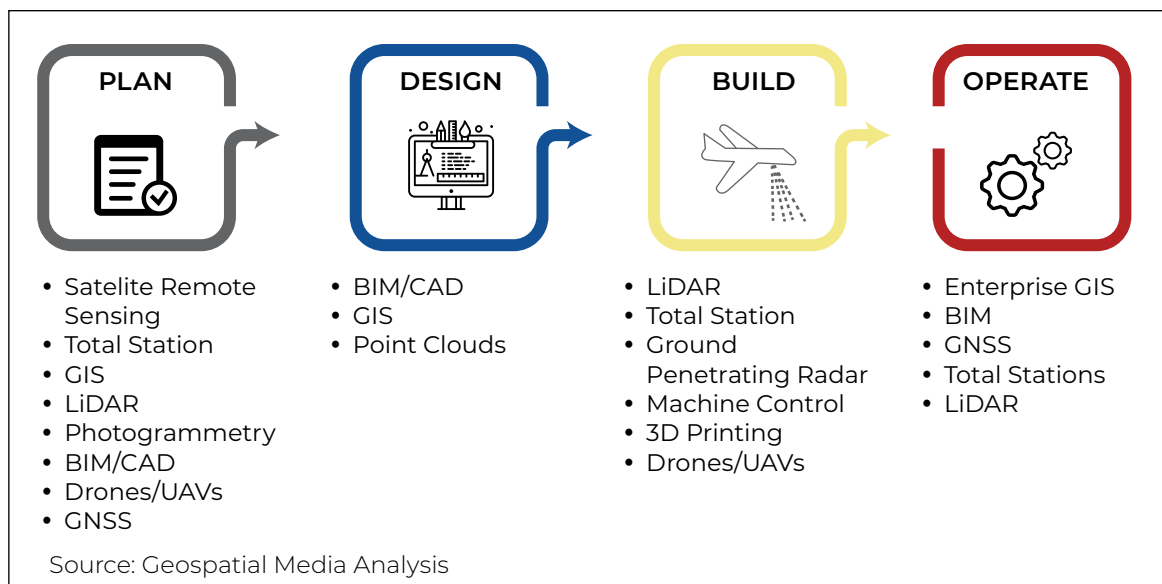 PLAN
• Satelite Remote
Sensing
• Total Station
• GIS
• LiDAR
• Photogrammetry
• BIM/CAD
• Drones/UAVs
• GNSS
DESIGN
• BIM/CAD
• GIS
• Point Clouds
BUILD
• LiDAR
• Total Station
• Ground
Penetrating Radar
• Machine Control
• 3D Printing
• Drones/UAVs
OPERATE
• Enterprise GIS
• BIM
• GNSS
• Total Stations
• LiDAR
Source: Geospatial Media Analysis